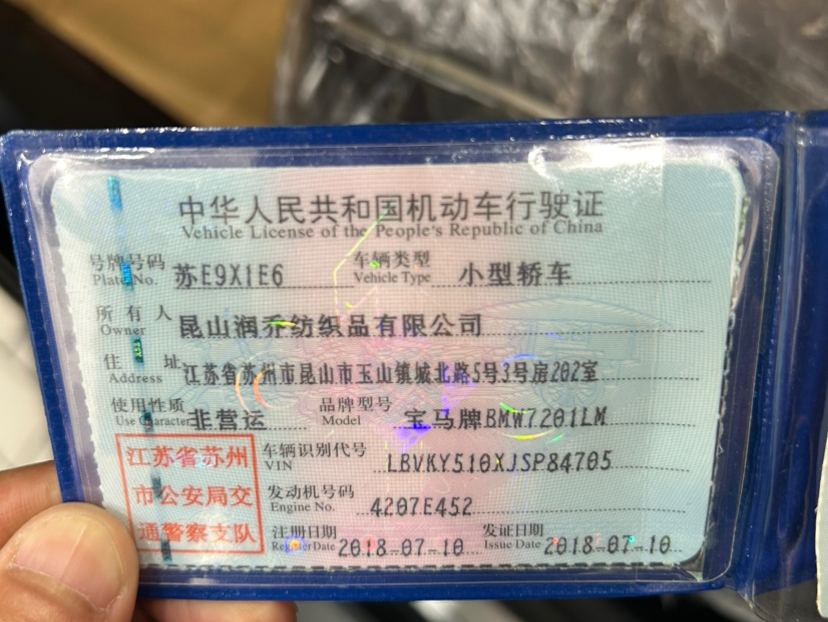 中华人民共和国机动车行驶证
Vehicle License of the People's Republic of China
号牌号码 苏E9X1E6 车辆类型 小型轿车
Plate No. Vehicle Type
所有人 昆山润乔纺织品有限公司
Owner
住址 江苏省苏州市昆山市玉山镇城北路5号3号房202室
Address
使用性质 非营运 品牌型号 宝马牌BMW7201LM
Use Character Model
江苏省苏州
市公安局交
通警察支队
车辆识别代号 LBVKY510XJSP84705
VIN
发动机号码 4207E452
Engine No.
注册日期 2018-07-10 发证日期 2018-07-10
Register Date Issue Date